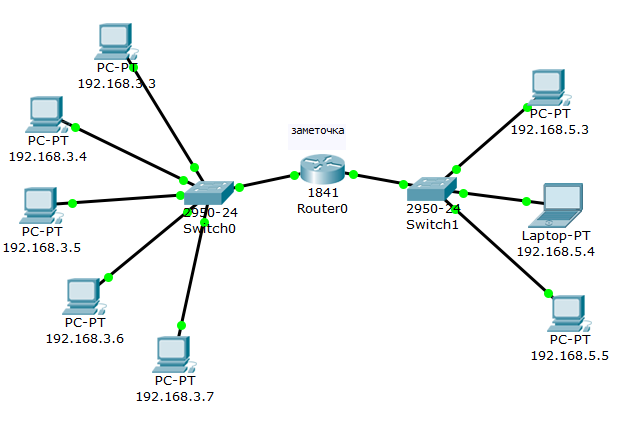 PC-PT
192.168.3.3
PC-PT
192.168.3.4
PC-PT
192.168.3.5
PC-PT
192.168.3.6
PC-PT
192.168.3.7
2950-24
Switch0
заметочка
1841
Router0
2950-24
Switch1
PC-PT
192.168.5.3
Laptop-PT
192.168.5.4
PC-PT
192.168.5.5